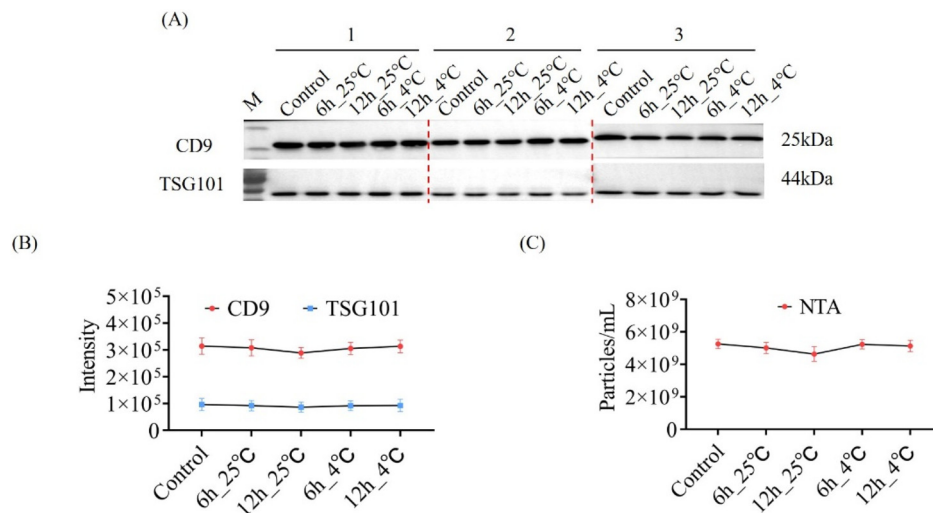 (A)
1 2 3
M Control 6h_25°C 12h_25°C 6h_4°C 12h_4°C Control 6h_25°C 12h_25°C 6h_4°C 12h_4°C Control 6h_25°C 12h_25°C 6h_4°C 12h_4°C
CD9 25kDa
TSG101 44kDa
(B)
CD9 TSG101
Intensity
5×10⁵
4×10⁵
3×10⁵
2×10⁵
1×10⁵
0
Control 6h_25℃ 12h_25℃ 6h_4℃ 12h_4℃
(C)
NTA
Particles/mL
8×10⁹
6×10⁹
4×10⁹
2×10⁹
0
Control 6h_25℃ 12h_25℃ 6h_4℃ 12h_4℃